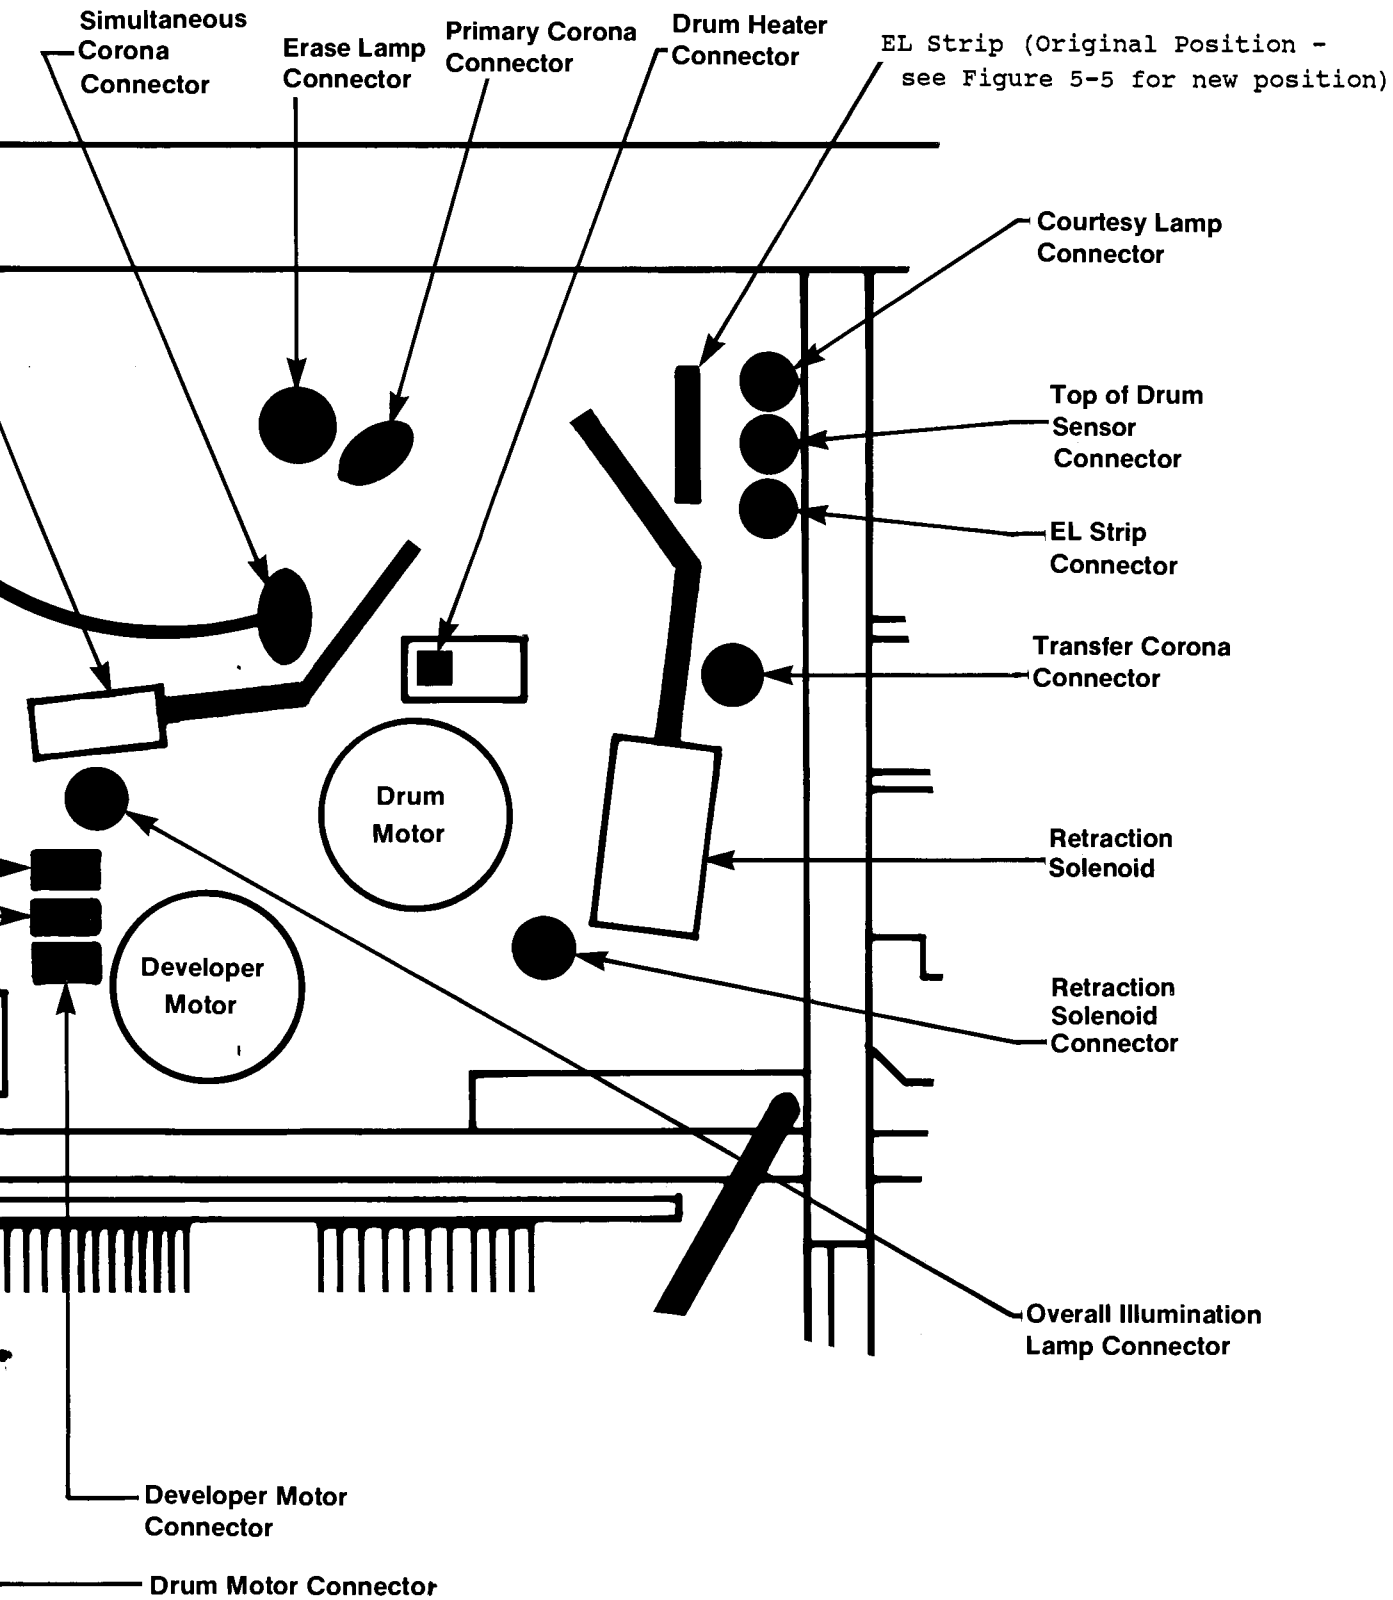 Simultaneous
Corona
Connector
Erase Lamp
Connector
Primary Corona
Connector
Drum Heater
Connector
EL Strip (Original Position -
see Figure 5-5 for new position)
Courtesy Lamp
Connector
Top of Drum
Sensor
Connector
EL Strip
Connector
Transfer Corona
Connector
Drum
Motor
Retraction
Solenoid
Developer
Motor
Retraction
Solenoid
Connector
Overall Illumination
Lamp Connector
Developer Motor
Connector
Drum Motor Connector